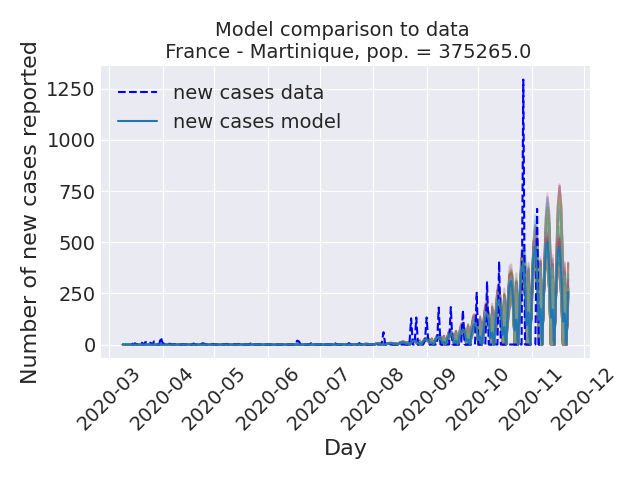 Model comparison to data
France - Martinique, pop. = 375265.0
Number of new cases reported
1250
1000
750
500
250
0
new cases data
new cases model
2020-03
2020-04
2020-05
2020-06
2020-07
2020-08
2020-09
2020-10
2020-11
2020-12
Day